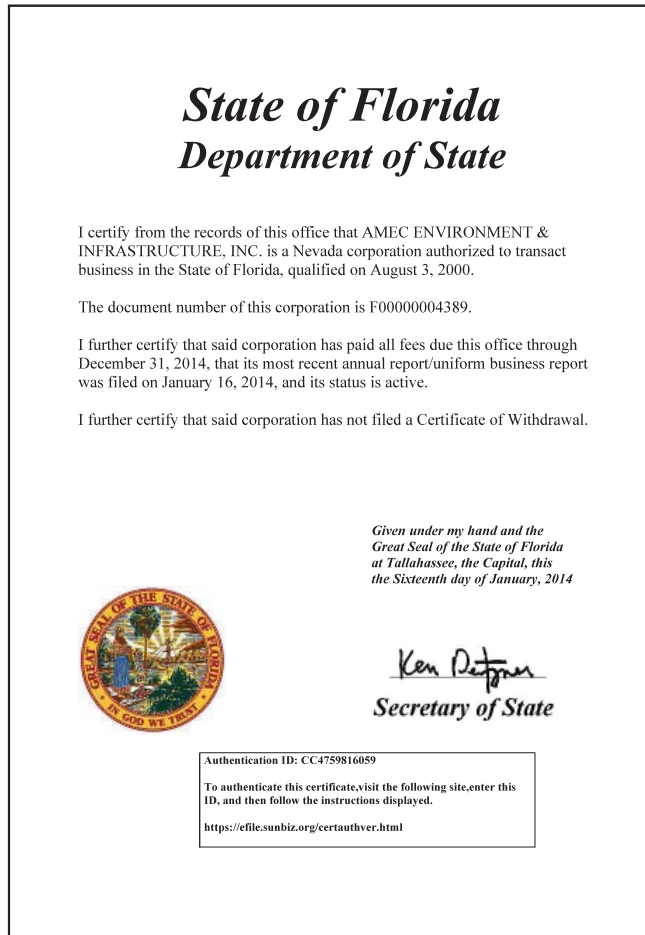 State of Florida
Department of State
I certify from the records of this office that AMEC ENVIRONMENT &
INFRASTRUCTURE, INC. is a Nevada corporation authorized to transact
business in the State of Florida, qualified on August 3, 2000.
The document number of this corporation is F00000004389.
I further certify that said corporation has paid all fees due this office through
December 31, 2014, that its most recent annual report/uniform business report
was filed on January 16, 2014, and its status is active.
I further certify that said corporation has not filed a Certificate of Withdrawal.
Given under my hand and the
Great Seal of the State of Florida
at Tallahassee, the Capital, this
the Sixteenth day of January, 2014
GREAT SEAL OF THE STATE OF FLORIDA
IN GOD WE TRUST
Ken Detzner
Secretary of State
Authentication ID: CC4759816059
To authenticate this certificate,visit the following site,enter this
ID, and then follow the instructions displayed.
https://efile.sunbiz.org/certauthver.html